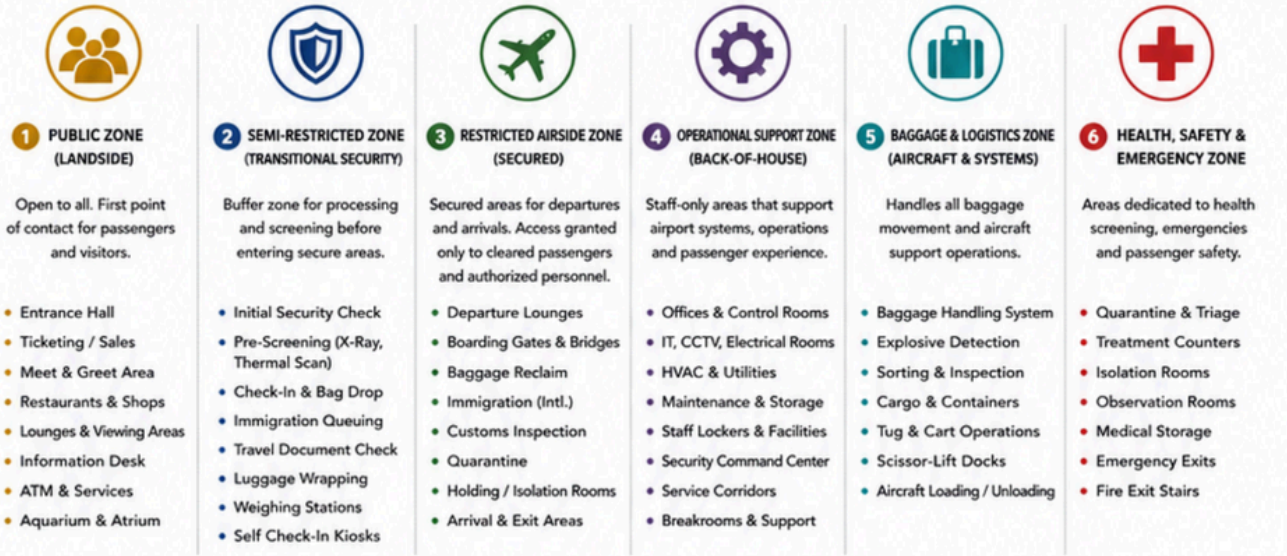 1 PUBLIC ZONE
(LANDSIDE)
Open to all. First point
of contact for passengers
and visitors.
• Entrance Hall
• Ticketing / Sales
• Meet & Greet Area
• Restaurants & Shops
• Lounges & Viewing Areas
• Information Desk
• ATM & Services
• Aquarium & Atrium
2 SEMI-RESTRICTED ZONE
(TRANSITIONAL SECURITY)
Buffer zone for processing
and screening before
entering secure areas.
• Initial Security Check
• Pre-Screening (X-Ray,
Thermal Scan)
• Check-In & Bag Drop
• Immigration Queuing
• Travel Document Check
• Luggage Wrapping
• Weighing Stations
• Self Check-In Kiosks
3 RESTRICTED AIRSIDE ZONE
(SECURED)
Secured areas for departures
and arrivals. Access granted
only to cleared passengers
and authorized personnel.
• Departure Lounges
• Boarding Gates & Bridges
• Baggage Reclaim
• Immigration (Intl.)
• Customs Inspection
• Quarantine
• Holding / Isolation Rooms
• Arrival & Exit Areas
4 OPERATIONAL SUPPORT ZONE
(BACK-OF-HOUSE)
Staff-only areas that support
airport systems, operations
and passenger experience.
• Offices & Control Rooms
• IT, CCTV, Electrical Rooms
• HVAC & Utilities
• Maintenance & Storage
• Staff Lockers & Facilities
• Security Command Center
• Service Corridors
• Breakrooms & Support
5 BAGGAGE & LOGISTICS ZONE
(AIRCRAFT & SYSTEMS)
Handles all baggage
movement and aircraft
support operations.
• Baggage Handling System
• Explosive Detection
• Sorting & Inspection
• Cargo & Containers
• Tug & Cart Operations
• Scissor-Lift Docks
• Aircraft Loading / Unloading
6 HEALTH, SAFETY &
EMERGENCY ZONE
Areas dedicated to health
screening, emergencies
and passenger safety.
• Quarantine & Triage
• Treatment Counters
• Isolation Rooms
• Observation Rooms
• Medical Storage
• Emergency Exits
• Fire Exit Stairs